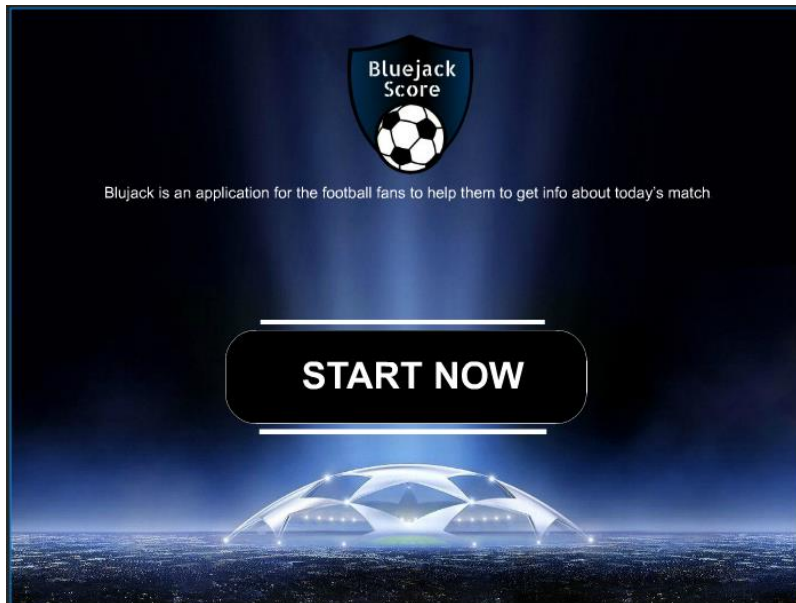 Bluejack
Score
Blujack is an application for the football fans to help them to get info about today's match
START NOW